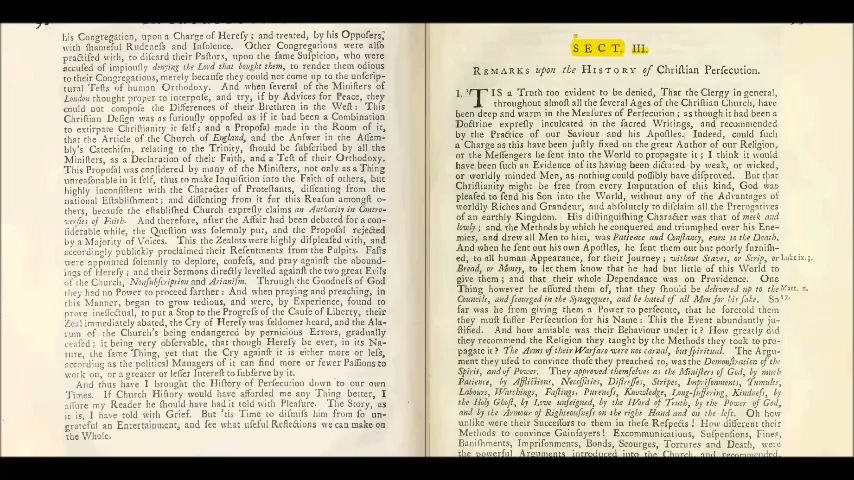 his Congregation, upon a Charge of Heresy; and treated, by his Opposers,
with shameful Rudeness and Insolence. Other Congregations were also
practised with, to discard their Pastors, upon the same Suspicion, who were
accused of impiously denying the Lord that bought them, to render them odious
to their Congregations, merely because they could not come up to the unscrip-
tural Tests of human Orthodoxy. And when several of the Ministers of
London thought proper to interpose, and try, if by Advices for Peace, they
could not compose the Differences of their Brethren in the West: This
Christian Design was as furiously opposed as if it had been a Combination
to extirpate Christianity it self; and a Proposal made in the Room of it,
that the Article of the Church of England, and the Answer in the Assem-
bly's Catechism, relating to the Trinity, should be subscribed by all the
Ministers, as a Declaration of their Faith, and a Test of their Orthodoxy.
This Proposal was considered by many of the Ministers, not only as a Thing
unreasonable in it self, thus to make Inquisition into the Faith of others, but
highly inconsistent with the Character of Protestants, dissenting from the
national Establishment; and dissenting from it for this Reason amongst o-
thers, because the established Church expresly claims an Authority in Contro-
versies of Faith. And therefore, after the Affair had been debated for a con-
siderable while, the Question was solemnly put, and the Proposal rejected
by a Majority of Voices. This the Zealots were highly displeased with, and
accordingly publickly proclaimed their Resentments from the Pulpits. Fasts
were appointed solemnly to deplore, confess, and pray against the abound-
ings of Heresy; and their Sermons directly levelled against the two great Evils
of the Church, Nonsubscription and Arianism. Through the Goodness of God
they had no Power to proceed farther: And when praying and preaching, in
this Manner, began to grow tedious, and were, by Experience, found to
prove ineffectual, to put a Stop to the Progress of the Cause of Liberty, their
Zeal immediately abated, the Cry of Heresy was seldomer heard, and the Ala-
rum of the Church's being endangered by pernicious Errors, gradually
ceased; it being very observable, that though Heresy be ever, in its Na-
ture, the same Thing, yet that the Cry against it is either more or less,
according as the political Managers of it can find more or fewer Passions to
work on, or a greater or lesser Interest to subserve by it.
And thus have I brought the History of Persecution down to our own
Times. If Church History would have afforded me any Thing better, I
assure my Reader he should have had it told with Pleasure. The Story, as
it is, I have told with Grief. But 'tis Time to dismiss him from so un-
grateful an Entertainment, and see what useful Reflections we can make on
the Whole.
SECT. III.
REMARKS upon the HISTORY of Christian Persecution.
I. 'TIS a Truth too evident to be denied, That the Clergy in general,
throughout almost all the several Ages of the Christian Church, have
been deep and warm in the Measures of Persecution; as though it had been a
Doctrine expresly inculcated in the sacred Writings, and recommended
by the Practice of our Saviour and his Apostles. Indeed, could such
a Charge as this have been justly fixed on the great Author of our Religion,
or the Messengers he sent into the World to propagate it; I think it would
have been such an Evidence of its having been dictated by weak, or wicked,
or worldly minded Men, as nothing could possibly have disproved. But that
Christianity might be free from every Imputation of this kind, God was
pleased to send his Son into the World, without any of the Advantages of
worldly Riches and Grandeur, and absolutely to disclaim all the Prerogatives
of an earthly Kingdom. His distinguishing Character was that of meek and
lowly; and the Methods by which he conquered and triumphed over his Ene-
mies, and drew all Men to him, was Patience and Constancy, even to the Death.
And when he sent out his own Apostles, he sent them out but poorly furnish-
ed, to all human Appearance, for their Journey; without Staves, or Scrip, or Luke ix. 3.
Bread, or Money, to let them know that he had but little of this World to
give them; and that their whole Dependance was on Providence. One
Thing however he assured them of, that they should be delivered up to the Matt. x.
Councils, and scourged in the Synagogues, and be hated of all Men for his sake. So 17.
far was he from giving them a Power to persecute, that he foretold them
they must suffer Persecution for his Name: This the Event abundantly ju-
stified. And how amiable was their Behaviour under it? How greatly did
they recommend the Religion they taught by the Methods they took to pro-
pagate it? The Arms of their Warfare were not carnal, but spiritual. The Argu-
ment they used to convince those they preached to, was the Demonstration of the
Spirit, and of Power. They approved themselves as the Ministers of God, by much
Patience, by Afflictions, Necessities, Distresses, Stripes, Imprisonments, Tumults,
Labours, Watchings, Fastings, Pureness, Knowledge, Long-suffering, Kindness, by
the Holy Ghost, by Love unfeigned, by the Word of Truth, by the Power of God,
and by the Armour of Righteousness on the right Hand and on the left. Oh how
unlike were their Successors to them in these Respects! How different their
Methods to convince Gainsayers! Excommunications, Suspensions, Fines,
Banishments, Imprisonments, Bonds, Scourges, Tortures and Death, were
the powerful Arguments introduced into the Church, and recommended,